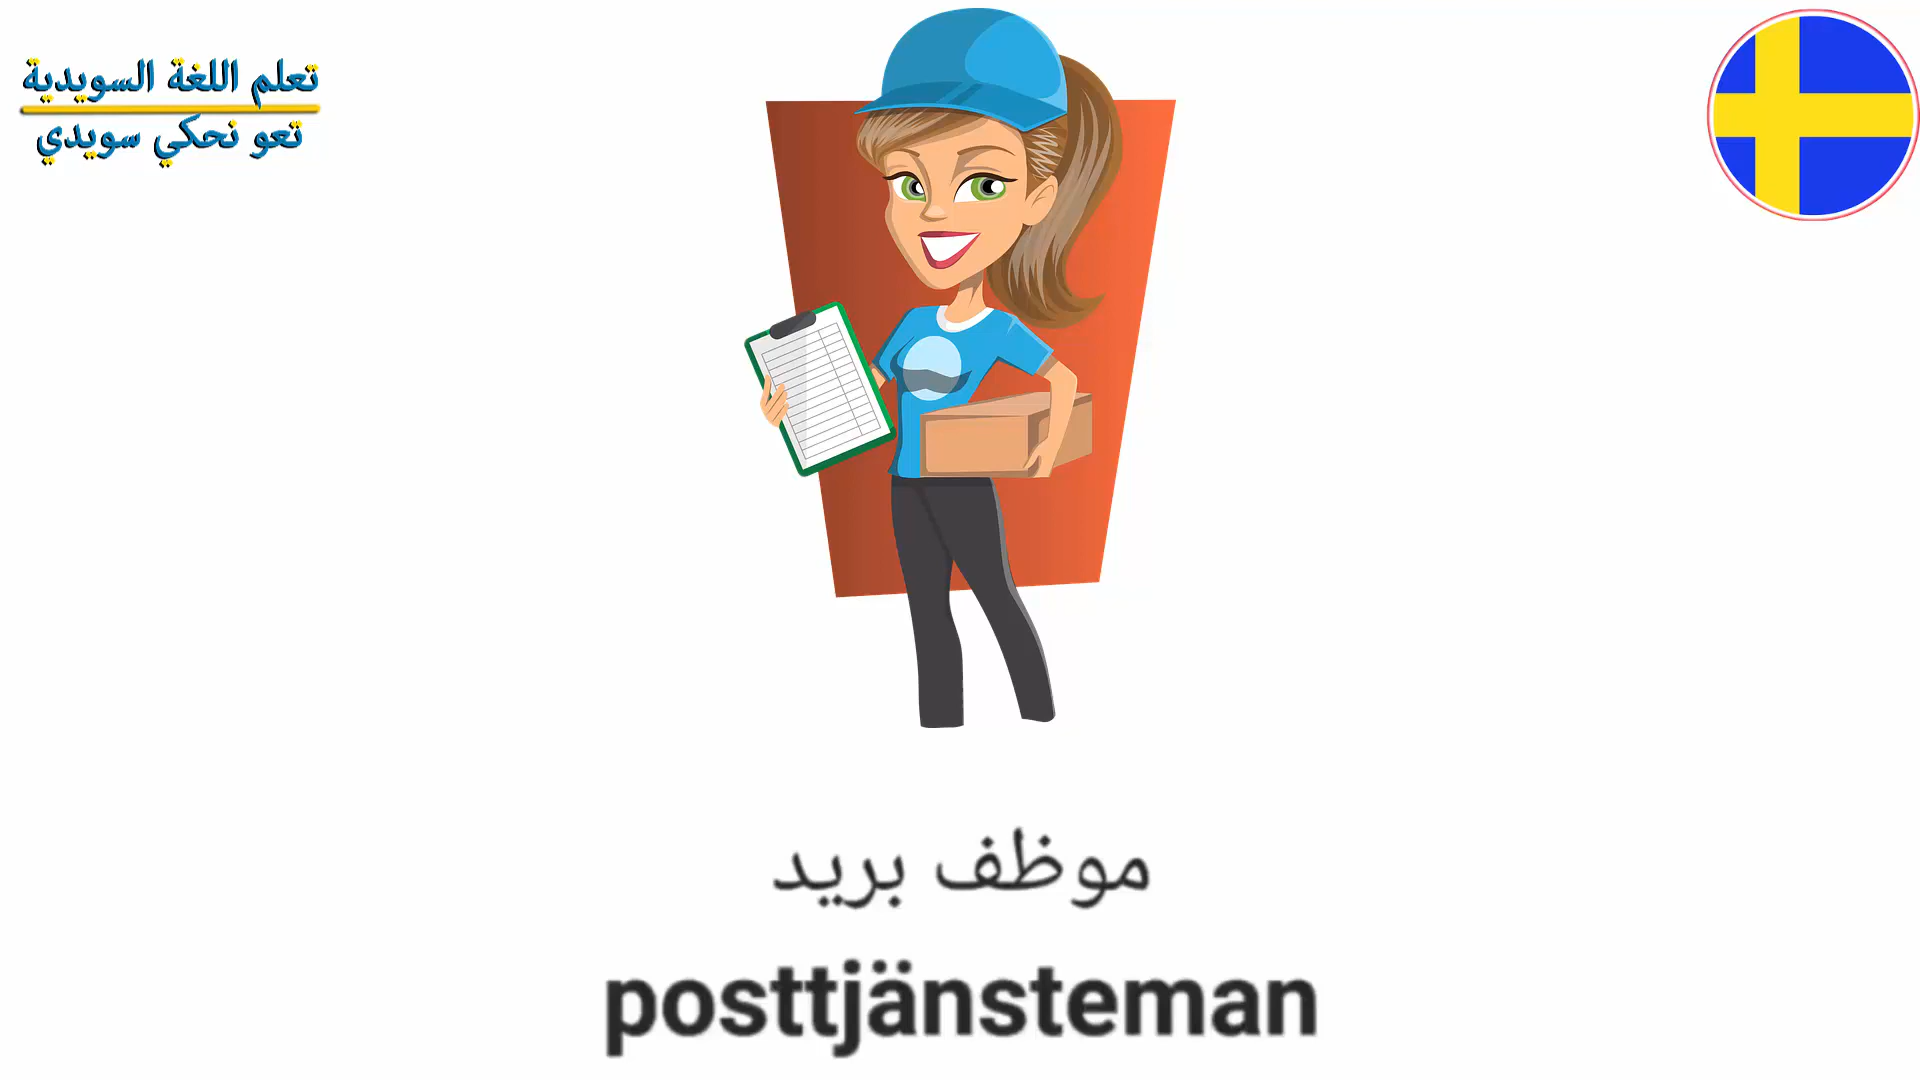 تعلم اللغة السويدية
تعو نحكي سويدي
موظف بريد
posttjänsteman